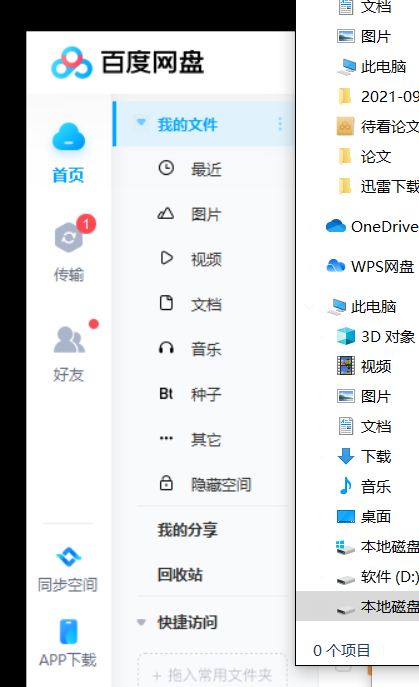 百度网盘
首页
1
传输
好友
同步空间
APP下载
我的文件
最近
图片
视频
文档
音乐
Bt 种子
其它
隐藏空间
我的分享
回收站
快捷访问
+ 拖入常用文件夹
文档
图片
此电脑
2021-09
待看论文
论文
迅雷下载
OneDrive
WPS网盘
此电脑
3D 对象
视频
图片
文档
下载
音乐
桌面
本地磁盘
软件 (D:)
本地磁盘
0 个项目